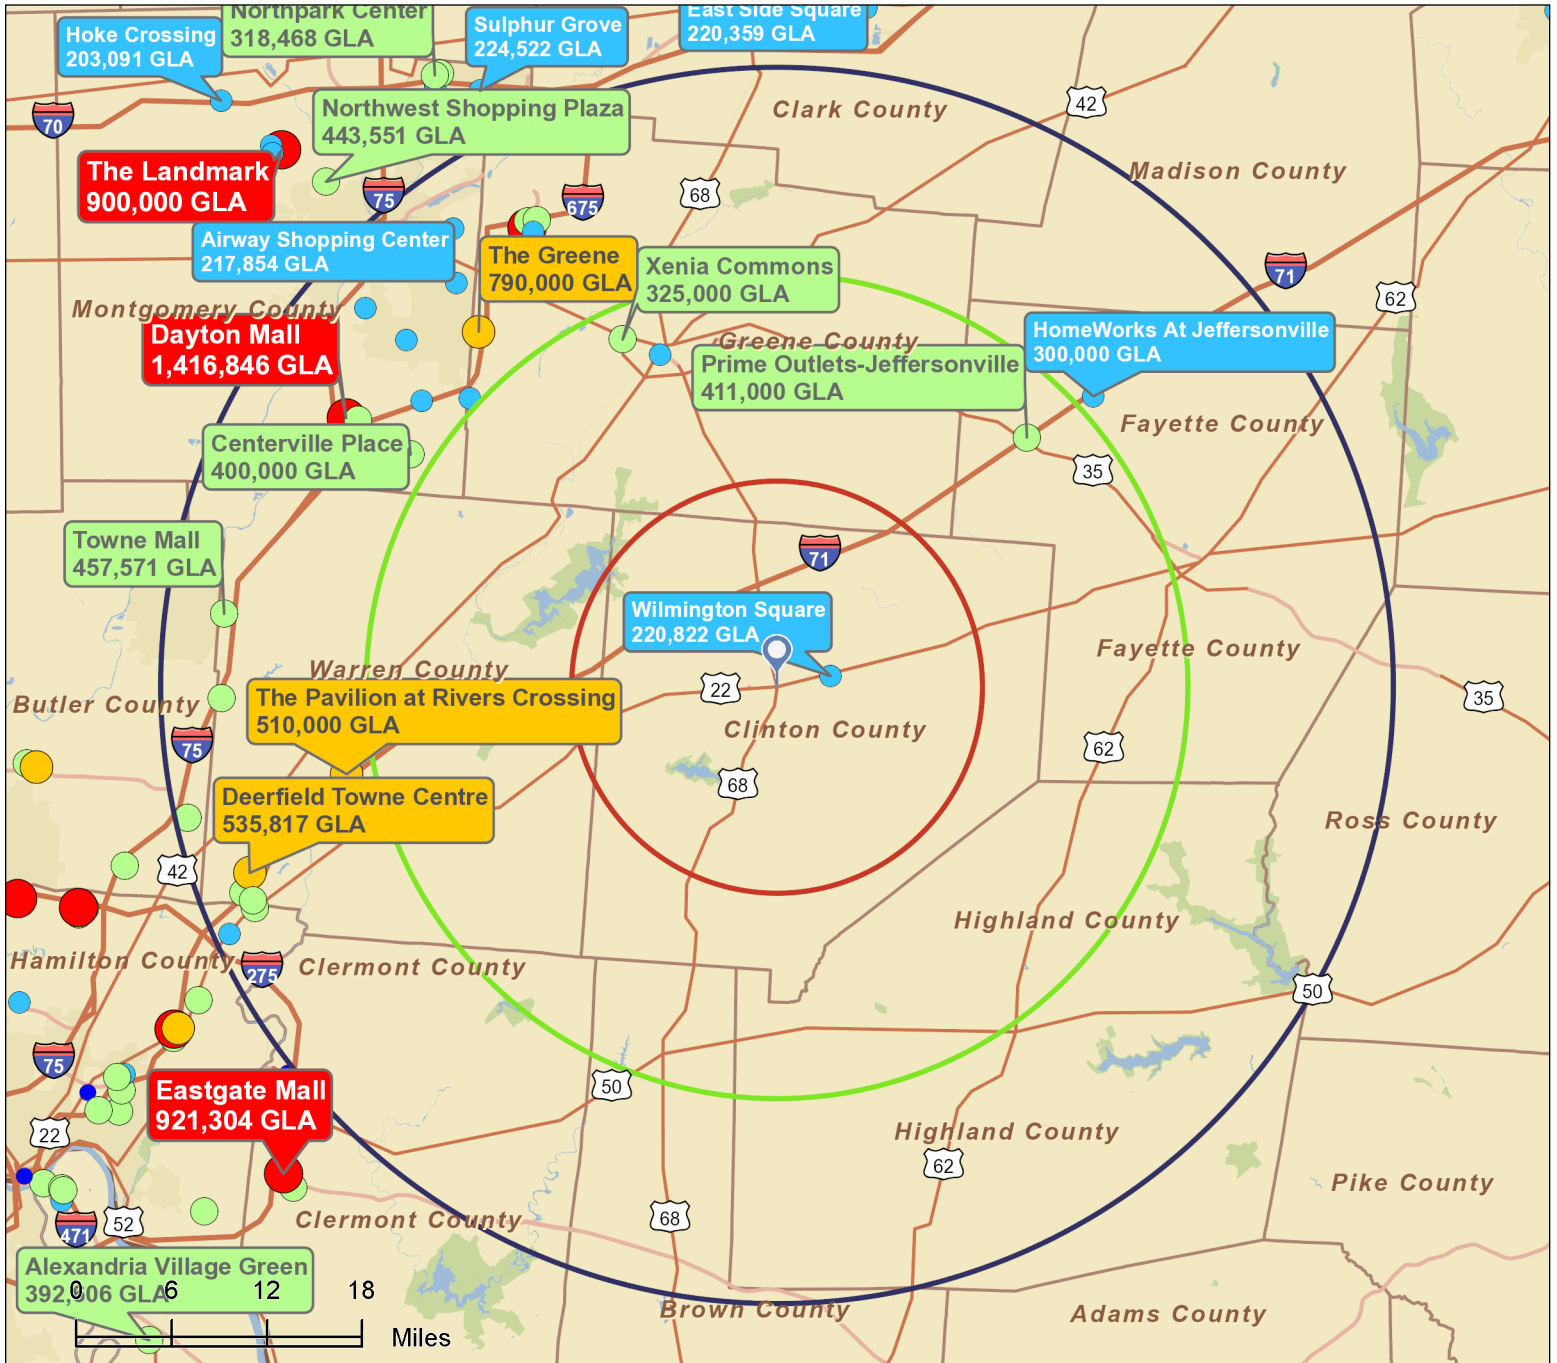 Northpark Center
318,468 GLA
Hoke Crossing
203,091 GLA
Sulphur Grove
224,522 GLA
East Side Square
220,359 GLA
70
Northwest Shopping Plaza
443,551 GLA
Clark County
42
Madison County
The Landmark
900,000 GLA
75
675
68
Airway Shopping Center
217,854 GLA
The Greene
790,000 GLA
Xenia Commons
325,000 GLA
71
62
Montgomery County
Dayton Mall
1,416,846 GLA
Greene County
Prime Outlets-Jeffersonville
411,000 GLA
HomeWorks At Jeffersonville
300,000 GLA
Fayette County
Centerville Place
400,000 GLA
35
Towne Mall
457,571 GLA
71
Wilmington Square
220,822 GLA
Warren County
Fayette County
The Pavilion at Rivers Crossing
510,000 GLA
22
Butler County
75
Clinton County
62
35
68
Deerfield Towne Centre
535,817 GLA
Ross County
42
Highland County
Hamilton County
275
Clermont County
50
75
50
Eastgate Mall
921,304 GLA
22
Highland County
62
Pike County
471
52
Clermont County
68
Alexandria Village Green
392,606 GLA
0 6 12 18
Miles
Brown County
Adams County